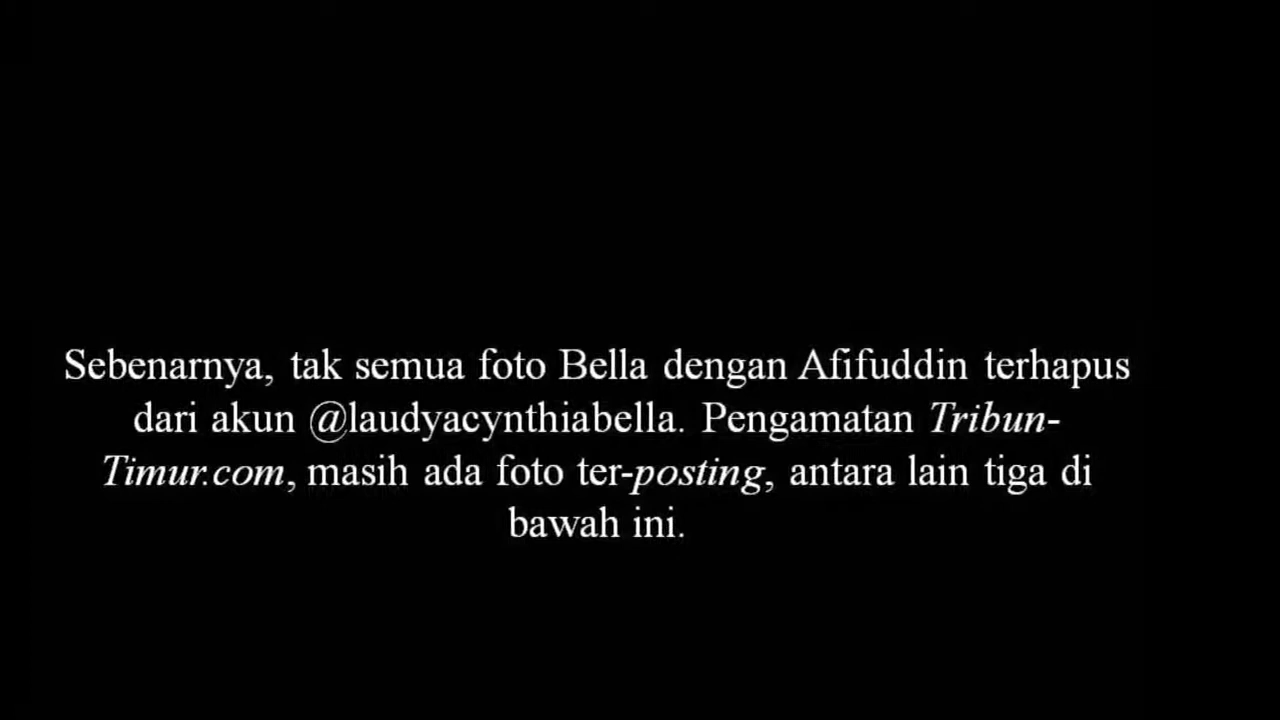 Sebenarnya, tak semua foto Bella dengan Afifuddin terhapus
dari akun @laudyacynthiabella. Pengamatan Tribun-
Timur.com, masih ada foto ter-posting, antara lain tiga di
bawah ini.